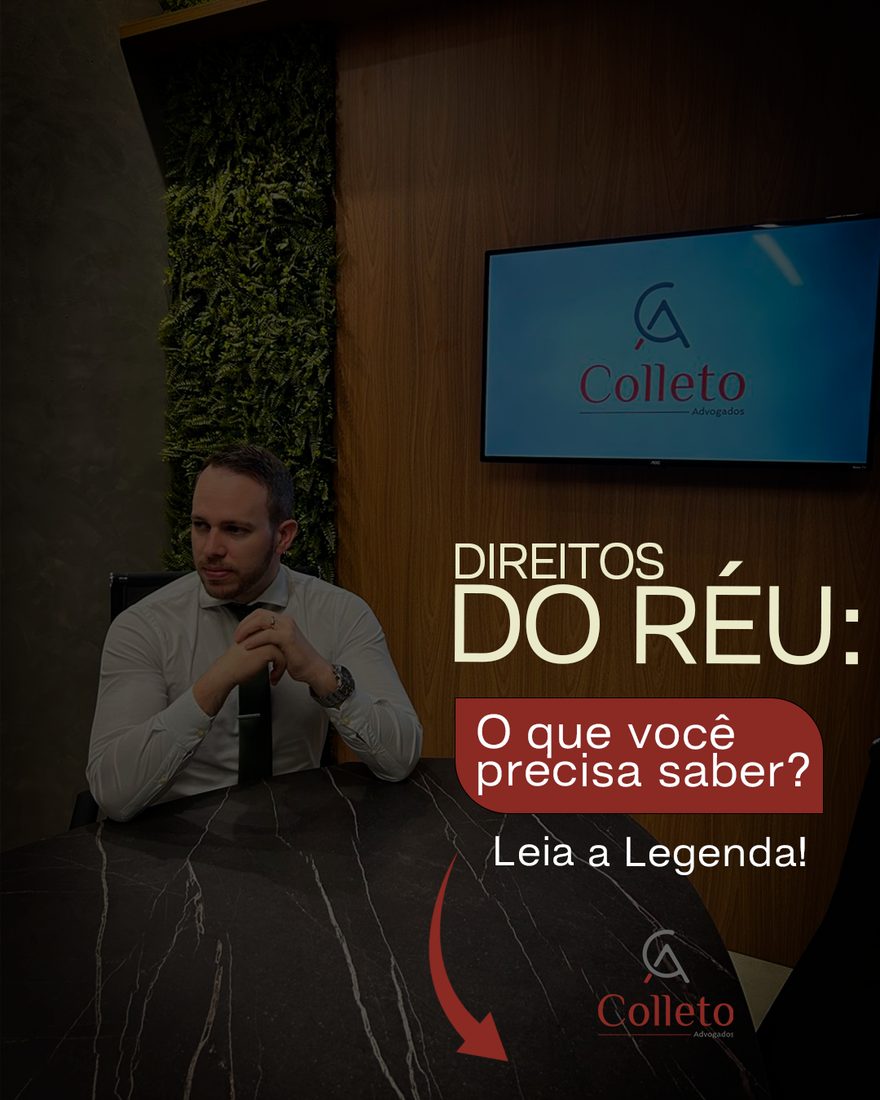 Colleto
Advogados
DIREITOS
DO RÉU:
O que você
precisa saber?
Leia a Legenda!
Colleto
Advogados